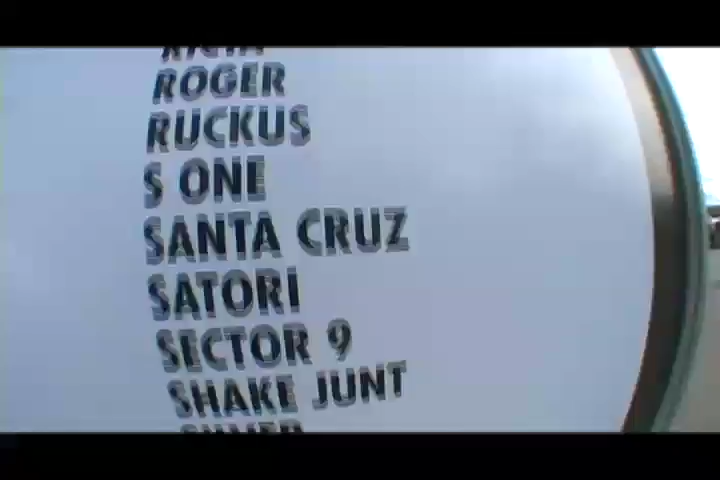 ROGER
RUCKUS
S ONE
SANTA CRUZ
SATORI
SECTOR 9
SHAKE JUNT